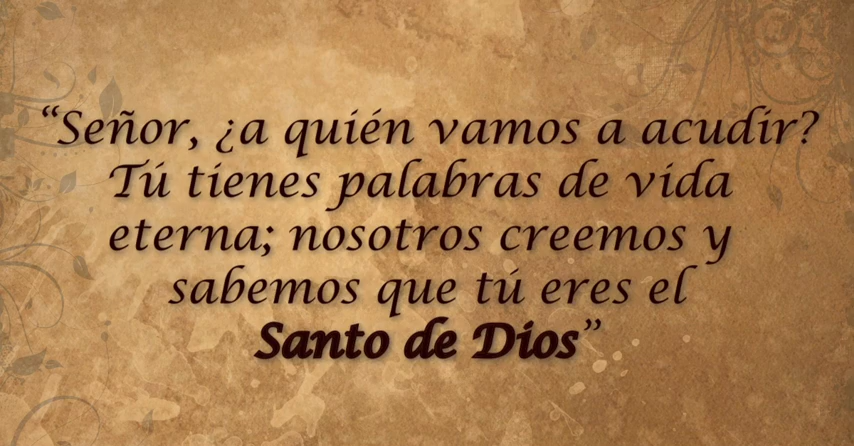 “Señor, ¿a quién vamos a acudir?
Tú tienes palabras de vida
eterna; nosotros creemos y
sabemos que tú eres el
Santo de Dios”